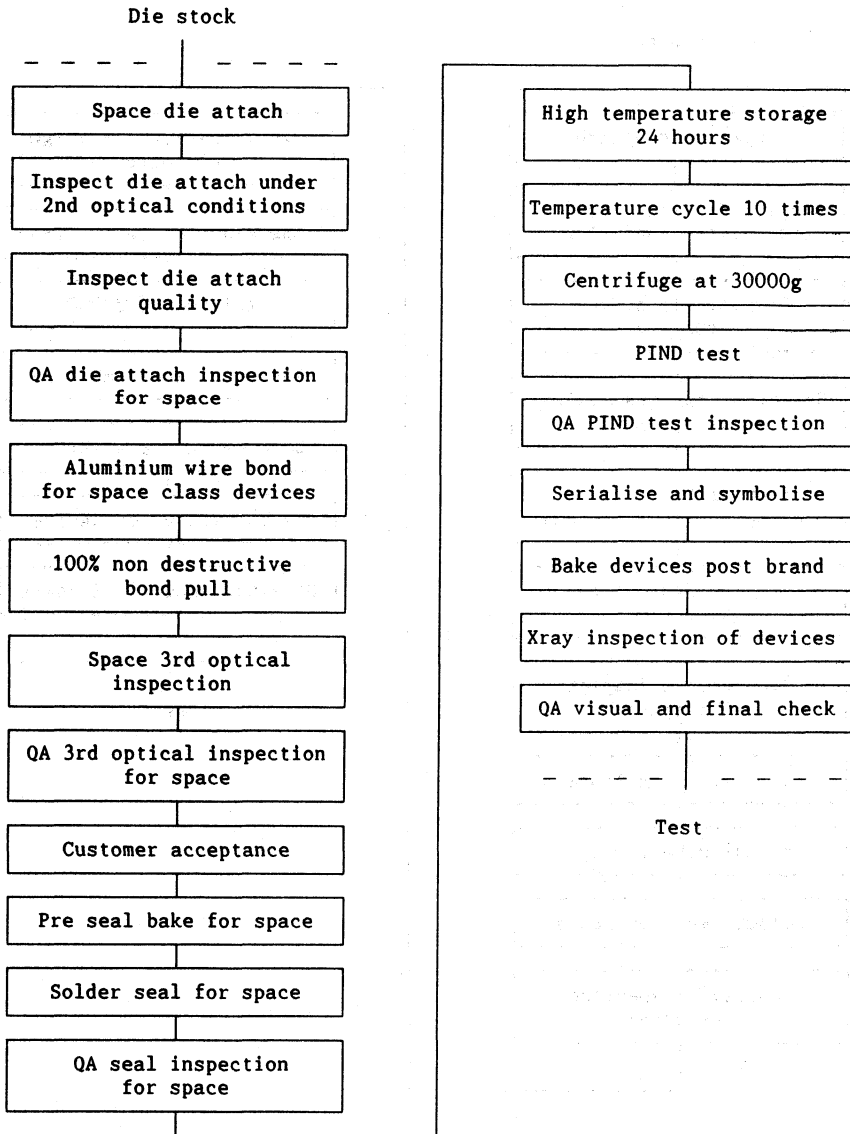 Die stock
Space die attach
Inspect die attach under
2nd optical conditions
Inspect die attach
quality
QA die attach inspection
for space
Aluminium wire bond
for space class devices
100% non destructive
bond pull
Space 3rd optical
inspection
QA 3rd optical inspection
for space
Customer acceptance
Pre seal bake for space
Solder seal for space
QA seal inspection
for space
High temperature storage
24 hours
Temperature cycle 10 times
Centrifuge at 30000g
PIND test
QA PIND test inspection
Serialise and symbolise
Bake devices post brand
Xray inspection of devices
QA visual and final check
Test